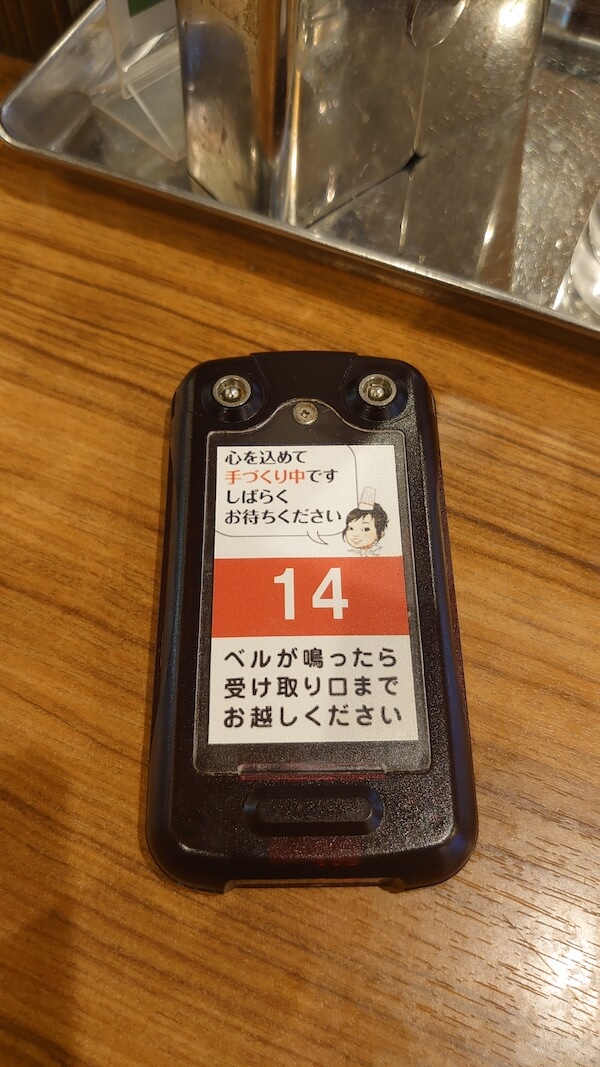 心を込めて
手づくり中です
しばらく
お待ちください
14
ベルが鳴ったら
受け取り口まで
お越しください